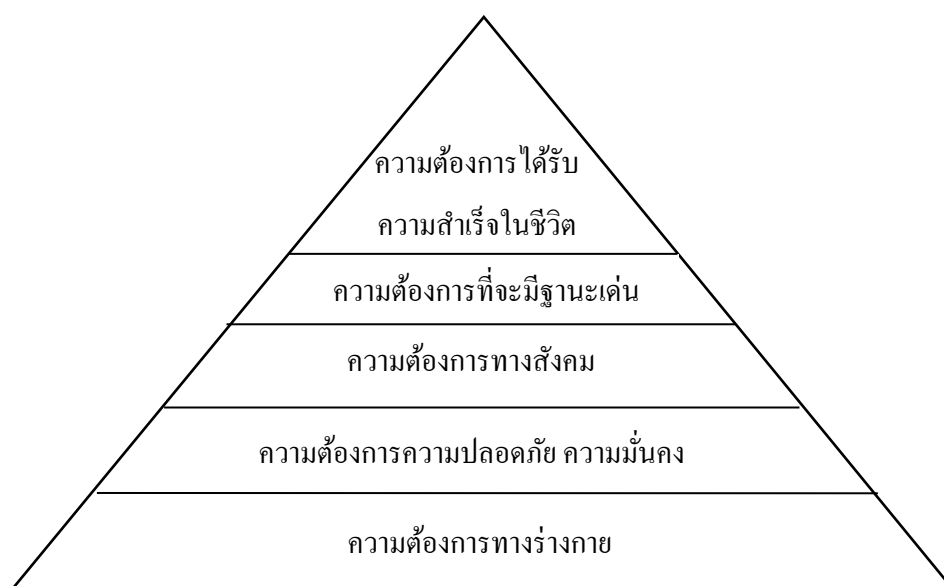 ความต้องการได้รับ
ความสำเร็จในชีวิต
ความต้องการที่จะมีฐานะเด่น
ความต้องการทางสังคม
ความต้องการความปลอดภัย ความมั่นคง
ความต้องการทางร่างกาย